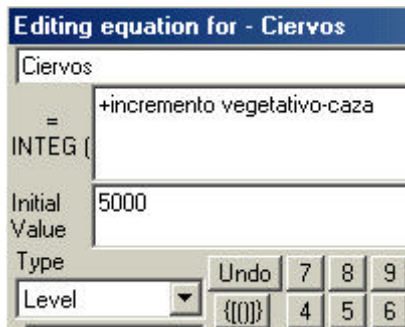 Editing equation for - Ciervos
Ciervos
= +incremento vegetativo-caza
INTEG (
Initial 5000
Value
Type
Undo 7 8 9
Level
{[()]} 4 5 6